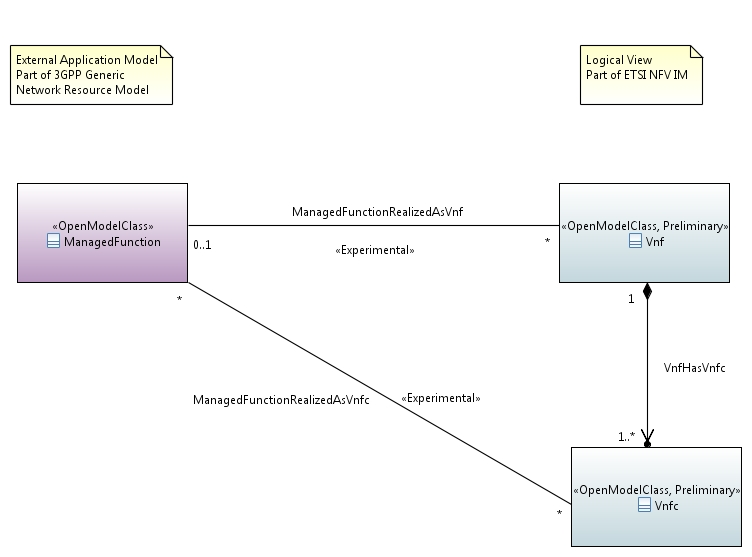 External Application Model
Part of 3GPP Generic
Network Resource Model
Logical View
Part of ETSI NFV IM
«OpenModelClass»
ManagedFunction
ManagedFunctionRealizedAsVnf
0..1
«Experimental»
*
«OpenModelClass, Preliminary»
Vnf
*
1
VnfHasVnfc
ManagedFunctionRealizedAsVnfc
«Experimental»
1..*
«OpenModelClass, Preliminary»
Vnfc
*